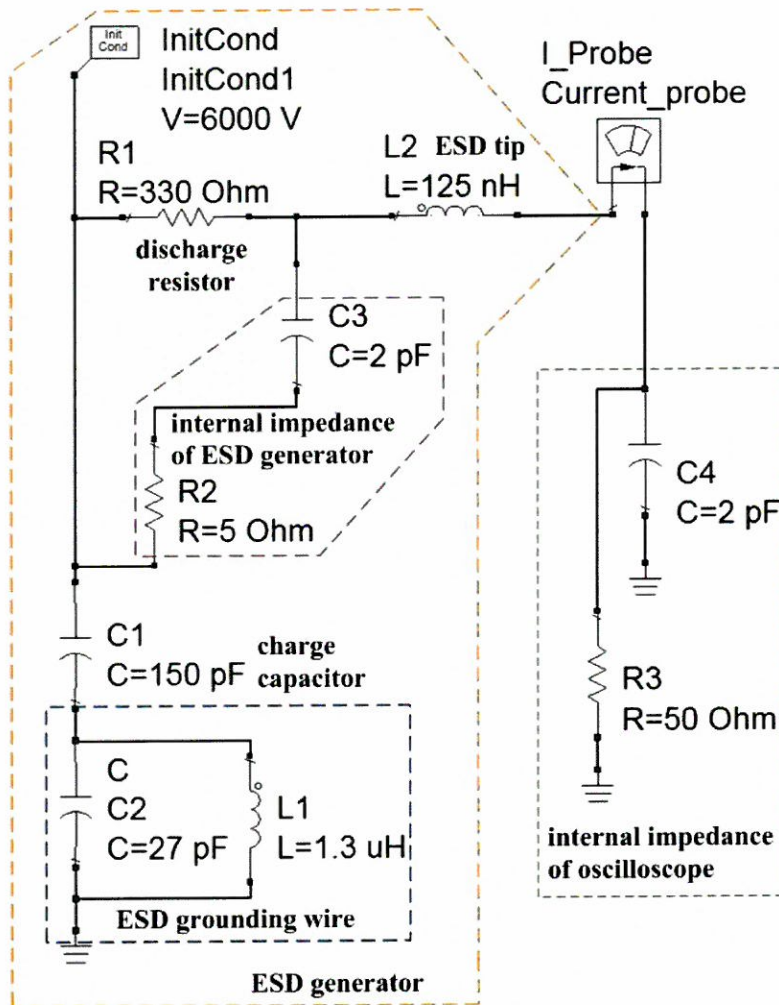 Init
Cond
InitCond
InitCond1
V=6000 V
I_Probe
Current_probe
R1
R=330 Ohm
discharge
resistor
L2 ESD tip
L=125 nH
C3
C=2 pF
internal impedance
of ESD generator
R2
R=5 Ohm
C4
C=2 pF
C1
C=150 pF
charge
capacitor
R3
R=50 Ohm
C
C2
C=27 pF
L1
L=1.3 uH
ESD grounding wire
internal impedance
of oscilloscope
ESD generator